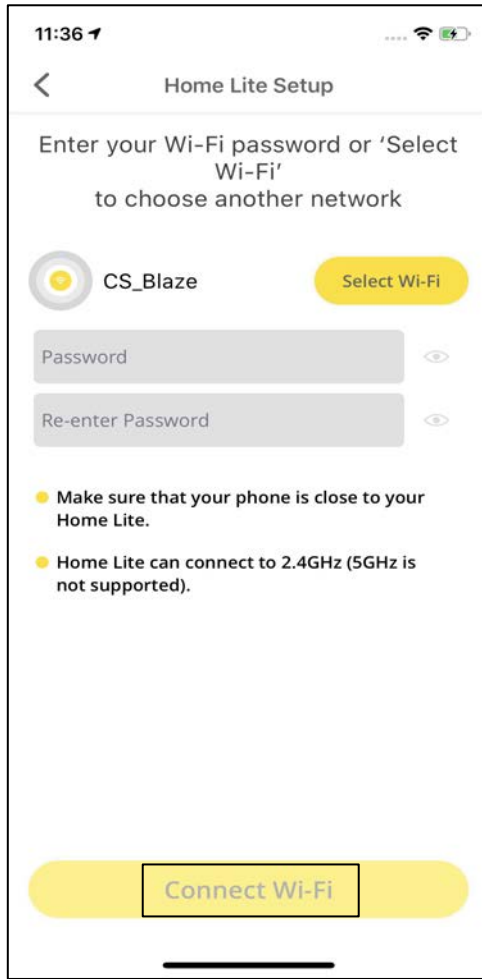 11:36
Home Lite Setup
Enter your Wi-Fi password or ‘Select
Wi-Fi’
to choose another network
CS_Blaze
Select Wi-Fi
Password
Re-enter Password
Make sure that your phone is close to your
Home Lite.
Home Lite can connect to 2.4GHz (5GHz is
not supported).
Connect Wi-Fi